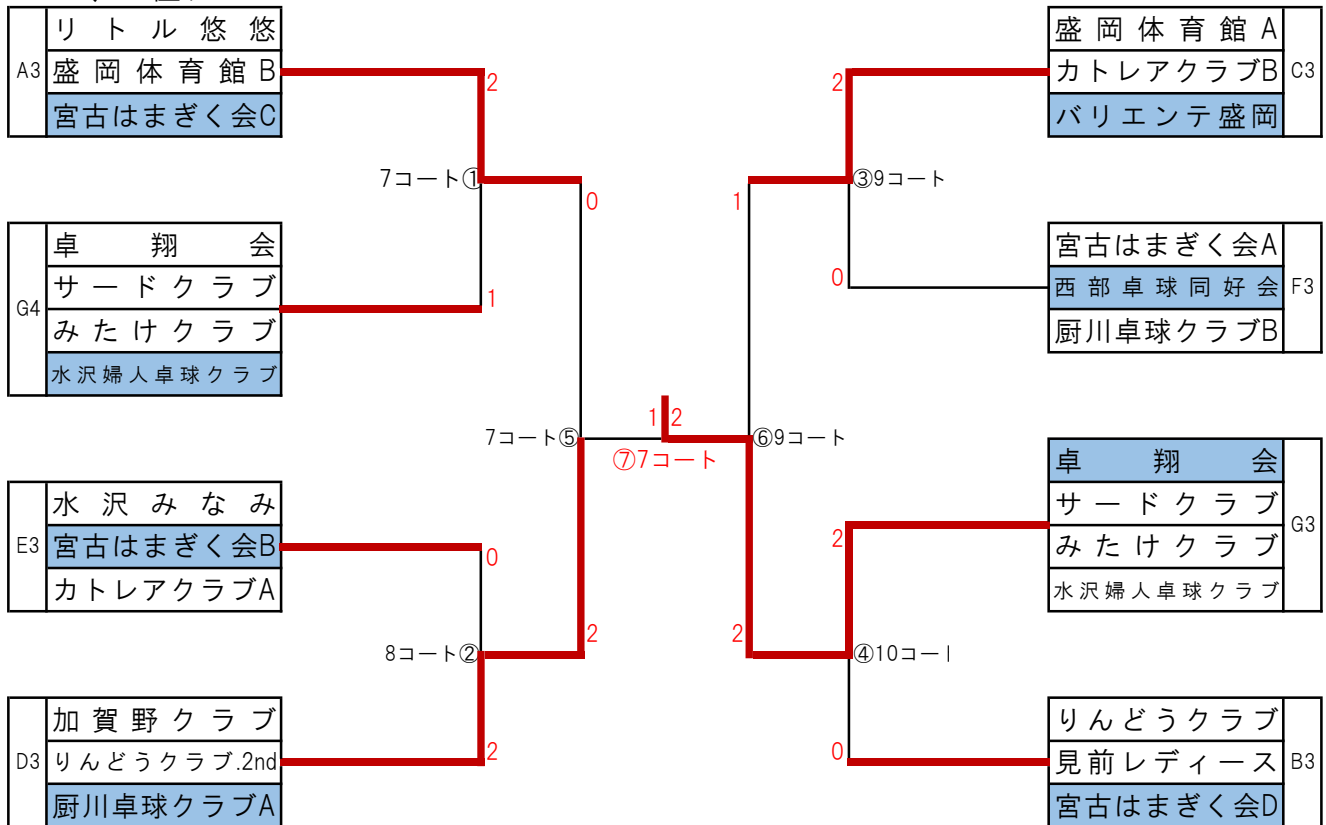 リトル悠悠
A3 盛岡体育館B
宮古はまぎく会C
2
7コート①
0
卓翔会
サードクラブ
G4
みたけクラブ
水沢婦人卓球クラブ
1
7コート⑤
水沢みなみ
E3 宮古はまぎく会B
カトレアクラブA
0
8コート②
2
加賀野クラブ
D3 りんどうクラブ.2nd
厨川卓球クラブA
2
1 2
⑦7コート
盛岡体育館A
カトレアクラブB C3
バリエンテ盛岡
2
③9コート
1
宮古はまぎく会A
西部卓球同好会 F3
厨川卓球クラブB
0
⑥9コート
卓翔会
サードクラブ
G3
みたけクラブ
水沢婦人卓球クラブ
2
2
④10コー
りんどうクラブ
見前レディース B3
宮古はまぎく会D
0